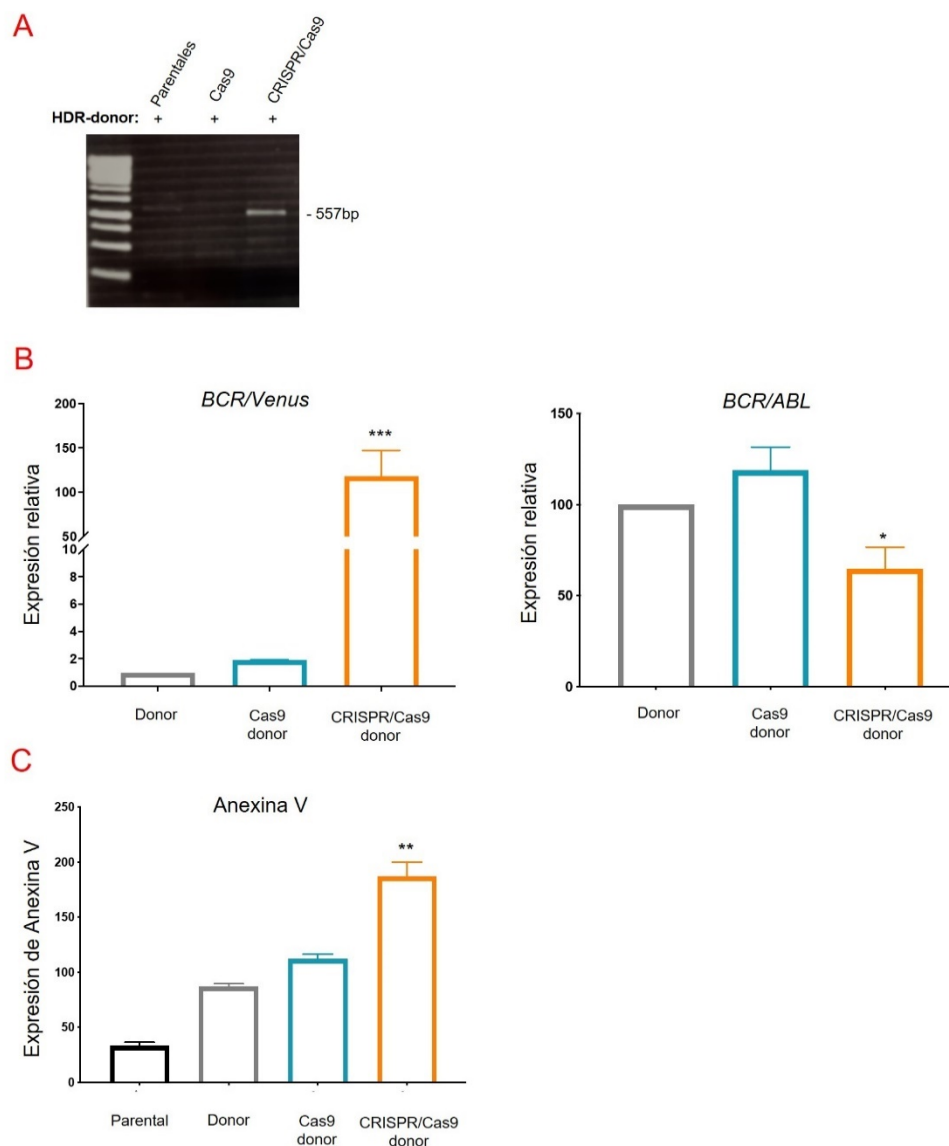 A
Parentales
Cas9
CRISPR/Cas9
HDR-donor: + + +
- 557bp
B
BCR/Venus
Expresión relativa
200
150
100
50
10
8
6
4
2
0
***
Donor
Cas9
donor
CRISPR/Cas9
donor
BCR/ABL
Expresión relativa
150
100
50
0
*
Donor
Cas9
donor
CRISPR/Cas9
donor
C
Anexina V
Expresión de Anexina V
250
200
150
100
50
0
**
Parental
Donor
Cas9
donor
CRISPR/Cas9
donor